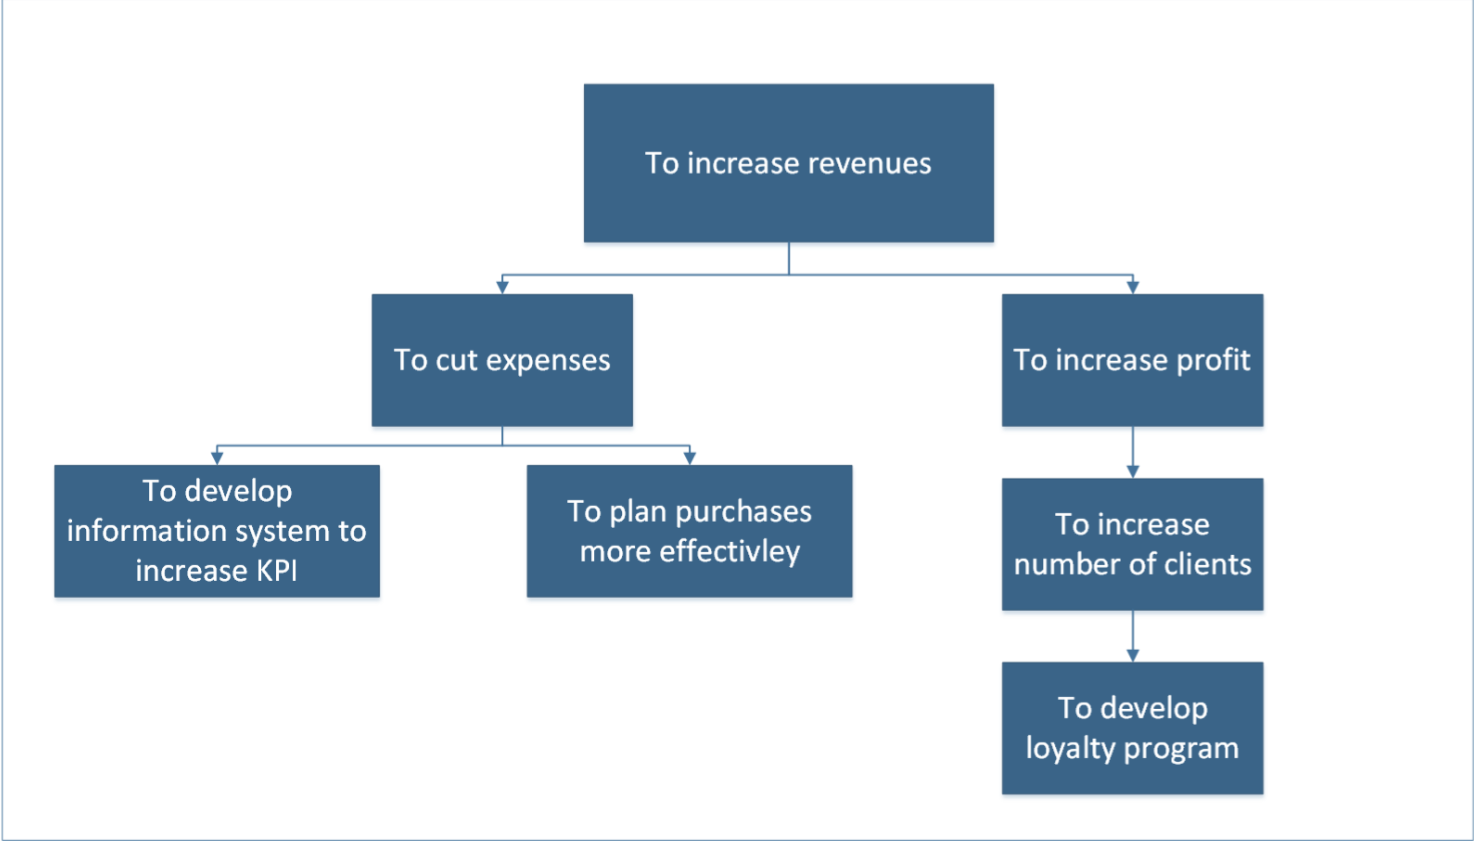 To increase revenues
To cut expenses
To increase profit
To develop
information system to
increase KPI
To plan purchases
more effectivley
To increase
number of clients
To develop
loyalty program